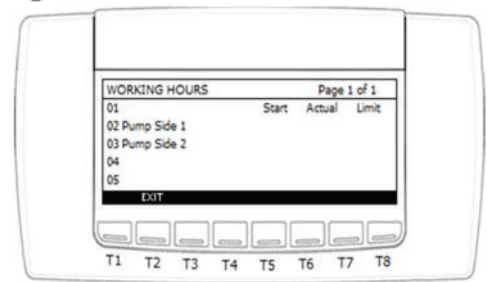 WORKING HOURS Page 1 of 1
01 Start Actual Limit
02 Pump Side 1
03 Pump Side 2
04
05
EXIT
T1 T2 T3 T4 T5 T6 T7 T8